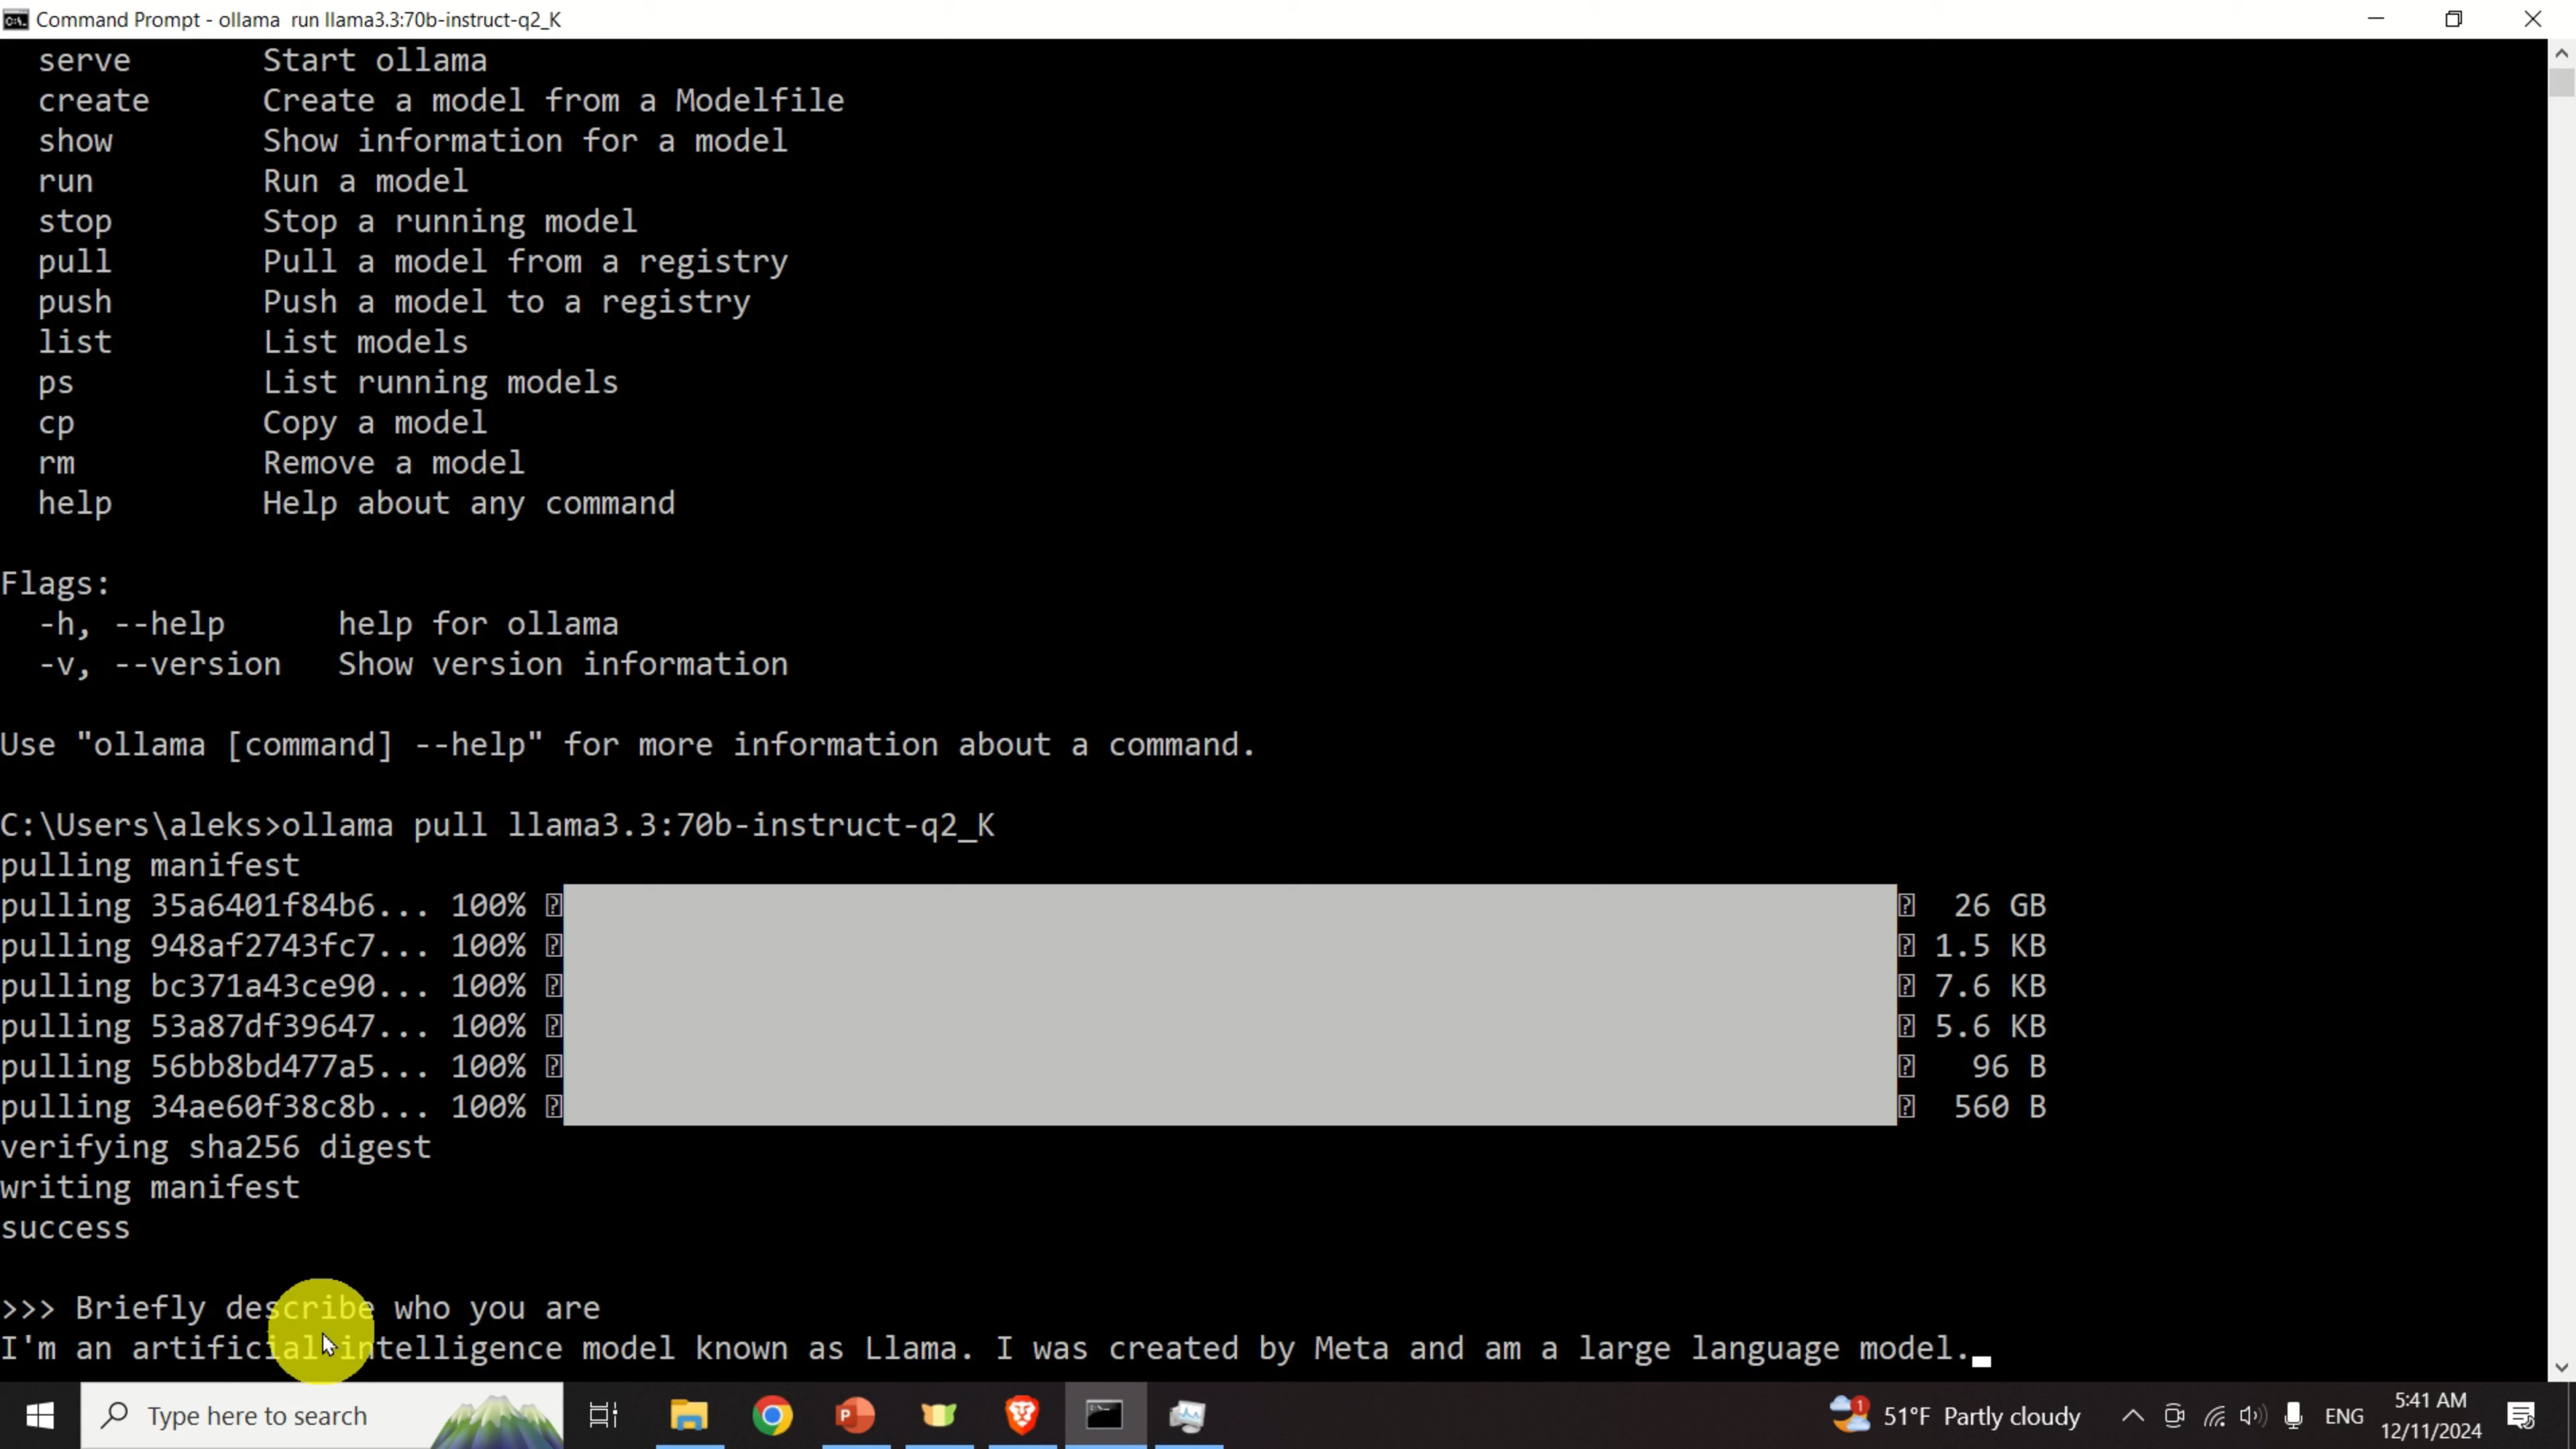 Command Prompt - ollama  run llama3.3:70b-instruct-q2_K
serve       Start ollama
create      Create a model from a Modelfile
show        Show information for a model
run         Run a model
stop        Stop a running model
pull        Pull a model from a registry
push        Push a model to a registry
list        List models
ps          List running models
cp          Copy a model
rm          Remove a model
help        Help about any command
Flags:
-h, --help      help for ollama
-v, --version   Show version information
Use "ollama [command] --help" for more information about a command.
C:\Users\aleks>ollama pull llama3.3:70b-instruct-q2_K
pulling manifest
pulling 35a6401f84b6... 100% 26 GB
pulling 948af2743fc7... 100% 1.5 KB
pulling bc371a43ce90... 100% 7.6 KB
pulling 53a87df39647... 100% 5.6 KB
pulling 56bb8bd477a5... 100% 96 B
pulling 34ae60f38c8b... 100% 560 B
verifying sha256 digest
writing manifest
success
>>> Briefly describe who you are
I'm an artificial intelligence model known as Llama. I was created by Meta and am a large language model.
Type here to search
1 51°F Partly cloudy
ENG
5:41 AM
12/11/2024